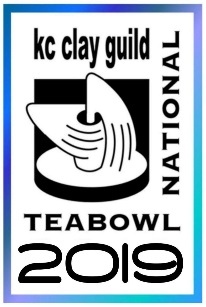 kc clay guild
NATIONAL
TEABOWL
2019